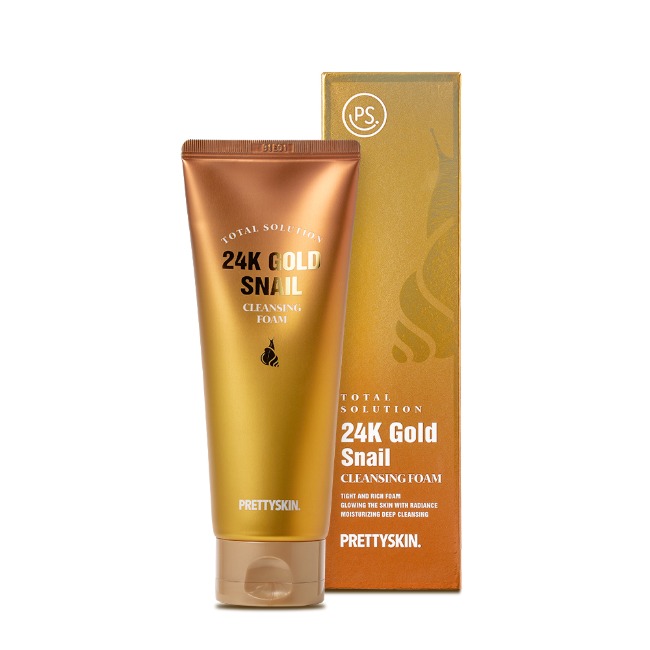 TOTAL SOLUTION
24K GOLD
SNAIL
CLEANSING
FOAM
PRETTYSKIN.
PS.
TOTAL
SOLUTION
24K Gold
Snail
CLEANSING FOAM
TIGHT AND RICH FOAM
GLOWING THE SKIN WITH RADIANCE
MOISTURIZING DEEP CLEANSING
PRETTYSKIN.